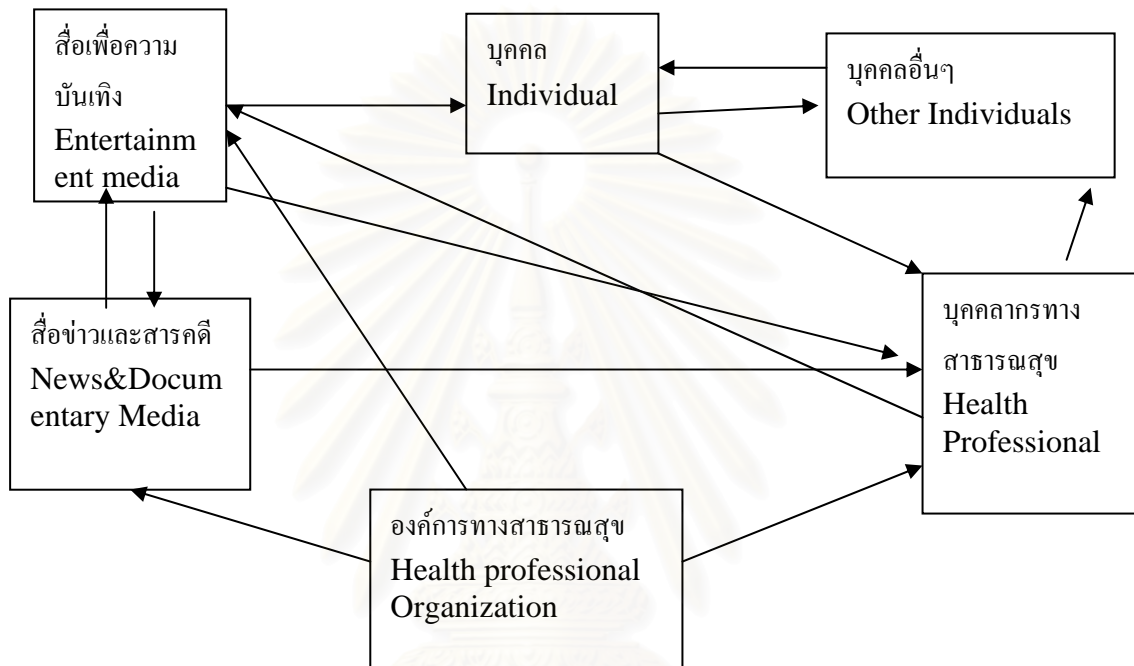 สื่อเพื่อความ
บันเทิง
Entertainm
ent media
บุคคล
Individual
บุคคลอื่นๆ
Other Individuals
สื่อข่าวและสารคดี
News&Docum
entary Media
บุคคลากรทาง
สาธารณสุข
Health
Professional
องค์การทางสาธารณสุข
Health professional
Organization